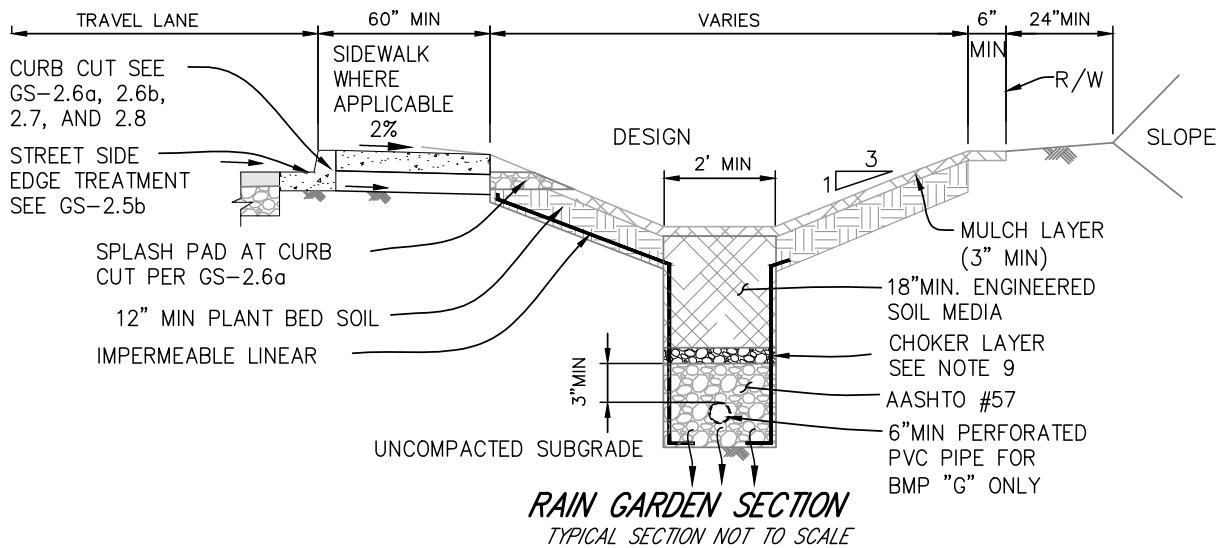 TRAVEL LANE
60" MIN
VARIES
6"
MIN
24"MIN
CURB CUT SEE
GS-2.6a, 2.6b,
2.7, AND 2.8
SIDEWALK
WHERE
APPLICABLE
2%
R/W
DESIGN
SLOPE
STREET SIDE
EDGE TREATMENT
SEE GS-2.5b
2' MIN
3
1
SPLASH PAD AT CURB
CUT PER GS-2.6a
MULCH LAYER
(3" MIN)
12" MIN PLANT BED SOIL
18"MIN. ENGINEERED
SOIL MEDIA
IMPERMEABLE LINEAR
CHOKER LAYER
SEE NOTE 9
3"MIN
AASHTO #57
UNCOMPACTED SUBGRADE
6"MIN PERFORATED
PVC PIPE FOR
BMP "G" ONLY
RAIN GARDEN SECTION
TYPICAL SECTION NOT TO SCALE